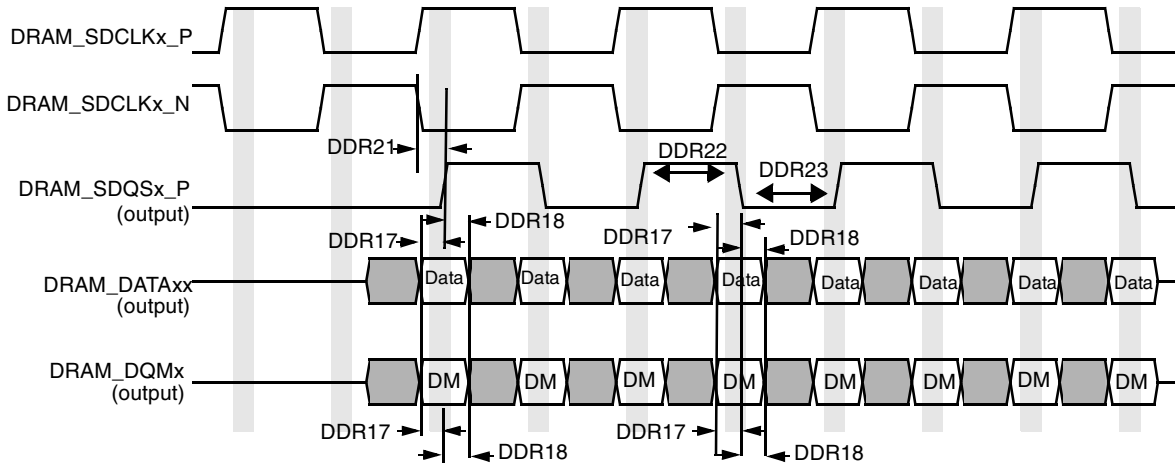 DRAM_SDCLKx_P
DRAM_SDCLKx_N
DDR21
DDR22
DDR23
DRAM_SDQSx_P
(output)
DDR18
DDR17
DDR17
DDR18
DRAM_DATAxx
(output)
Data Data Data Data Data Data Data Data
DRAM_DQMx
(output)
DM DM DM DM DM DM DM DM
DDR17
DDR17
DDR18
DDR18